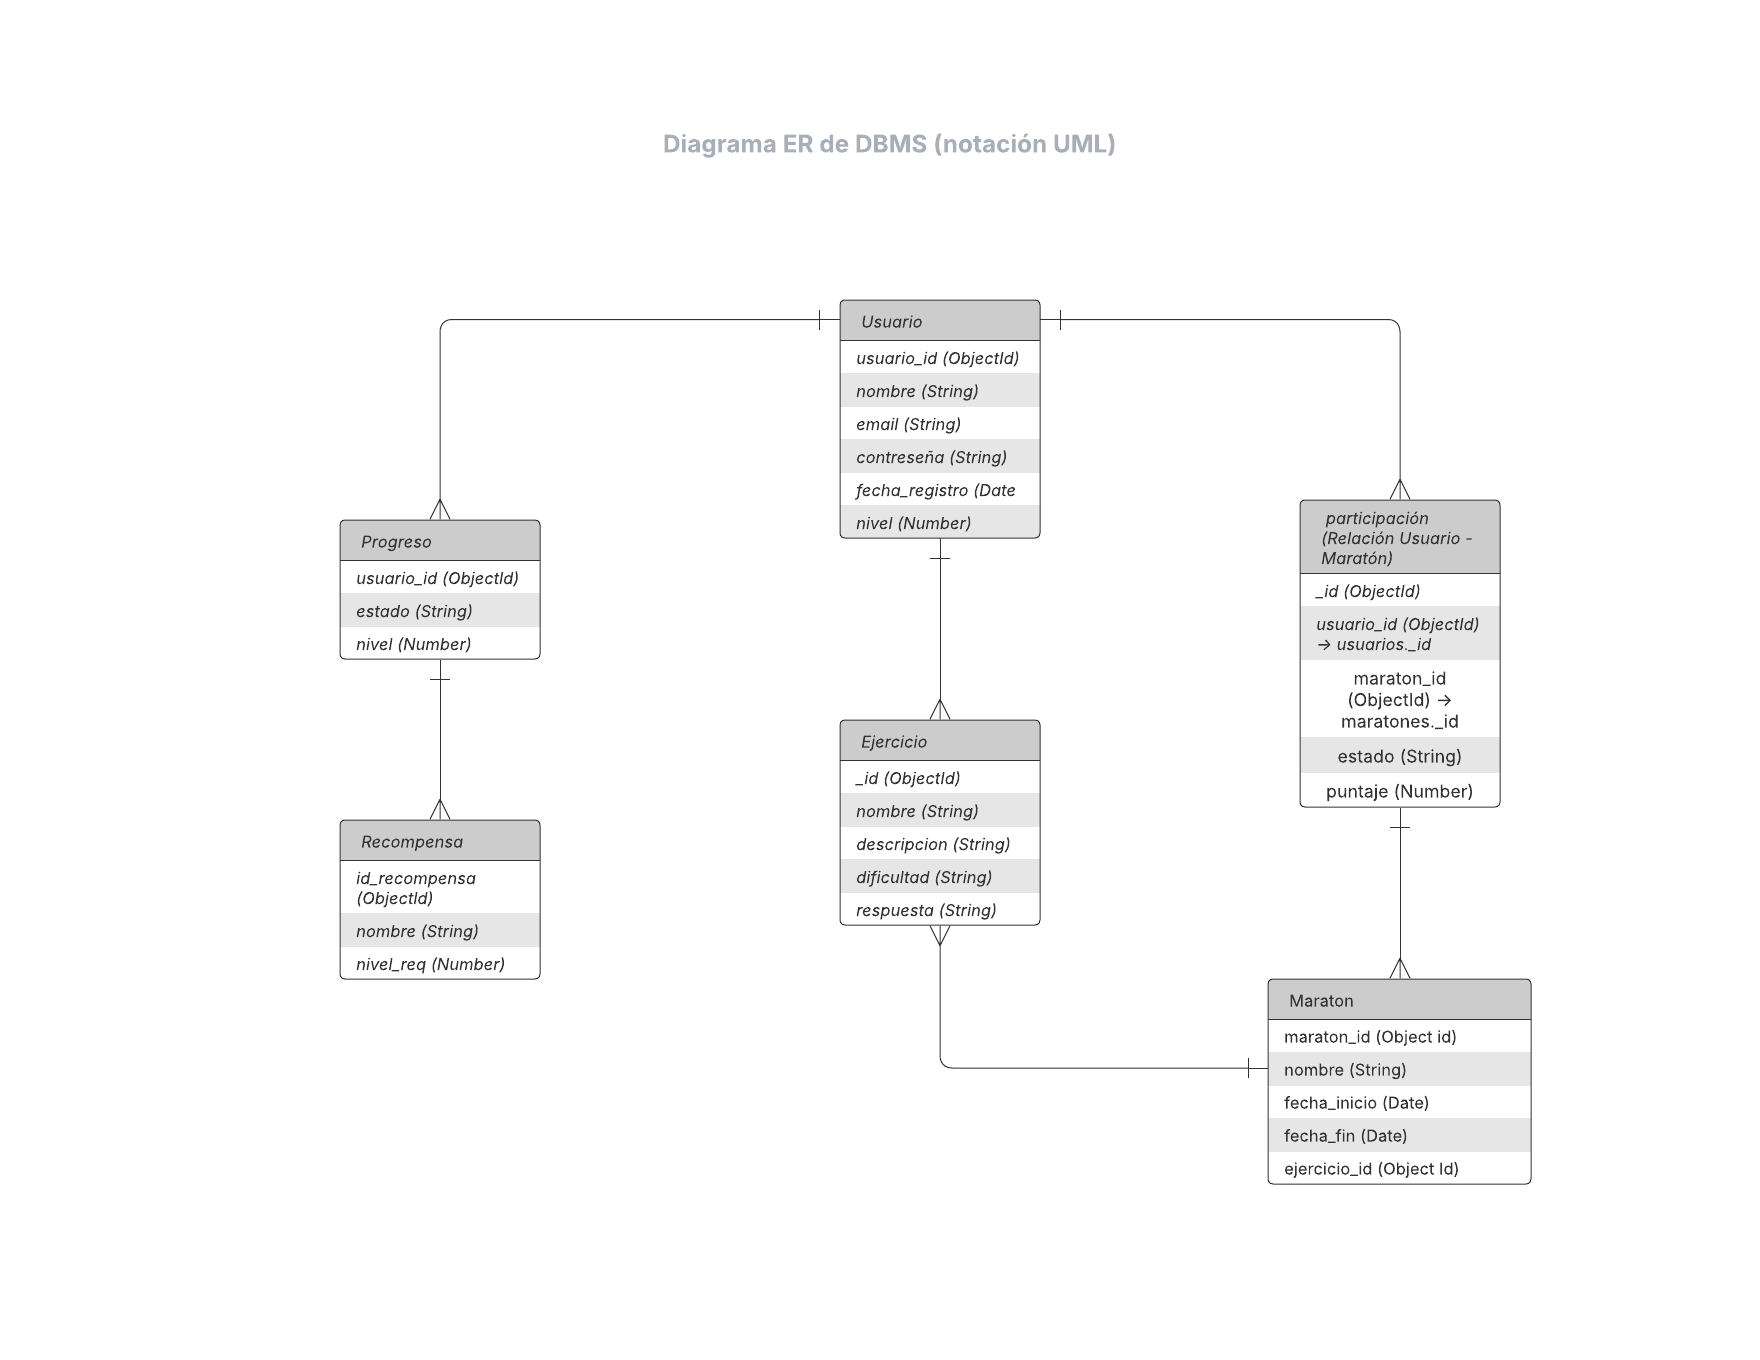 Diagrama ER de DBMS (notación UML)
Usuario
usuario_id (ObjectId)
nombre (String)
email (String)
contreseña (String)
fecha_registro (Date
nivel (Number)
Progreso
usuario_id (ObjectId)
estado (String)
nivel (Number)
participación
(Relación Usuario -
Maratón)
_id (ObjectId)
usuario_id (ObjectId)
→ usuarios._id
maraton_id
(ObjectId) →
maratones._id
estado (String)
puntaje (Number)
Ejercicio
_id (ObjectId)
nombre (String)
descripcion (String)
dificultad (String)
respuesta (String)
Recompensa
id_recompensa
(ObjectId)
nombre (String)
nivel_req (Number)
Maraton
maraton_id (Object id)
nombre (String)
fecha_inicio (Date)
fecha_fin (Date)
ejercicio_id (Object Id)